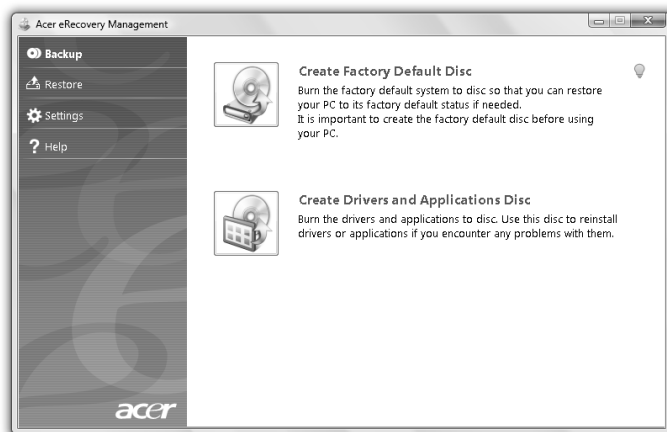 Acer eRecovery Management
Backup
Restore
Settings
Help
Create Factory Default Disc
Burn the factory default system to disc so that you can restore
your PC to its factory default status if needed.
It is important to create the factory default disc before using
your PC.
Create Drivers and Applications Disc
Burn the drivers and applications to disc. Use this disc to reinstall
drivers or applications if you encounter any problems with them.
acer